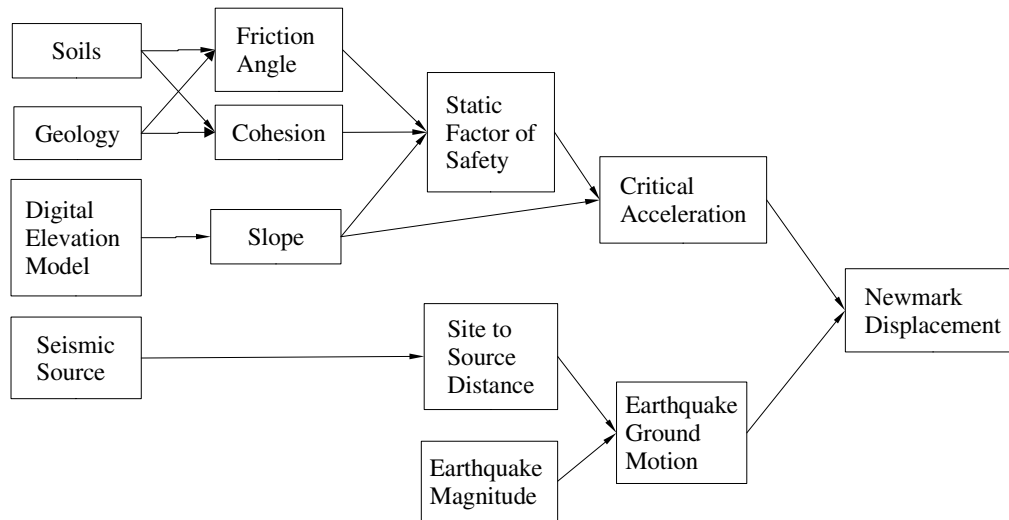 Soils
Friction
Angle
Geology
Cohesion
Static
Factor of
Safety
Digital
Elevation
Model
Slope
Critical
Acceleration
Newmark
Displacement
Seismic
Source
Site to
Source
Distance
Earthquake
Magnitude
Earthquake
Ground
Motion